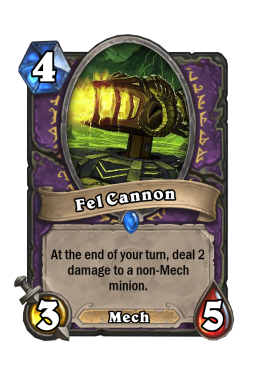 4
Fel Cannon
At the end of your turn, deal 2
damage to a non-Mech
minion.
3
Mech
5